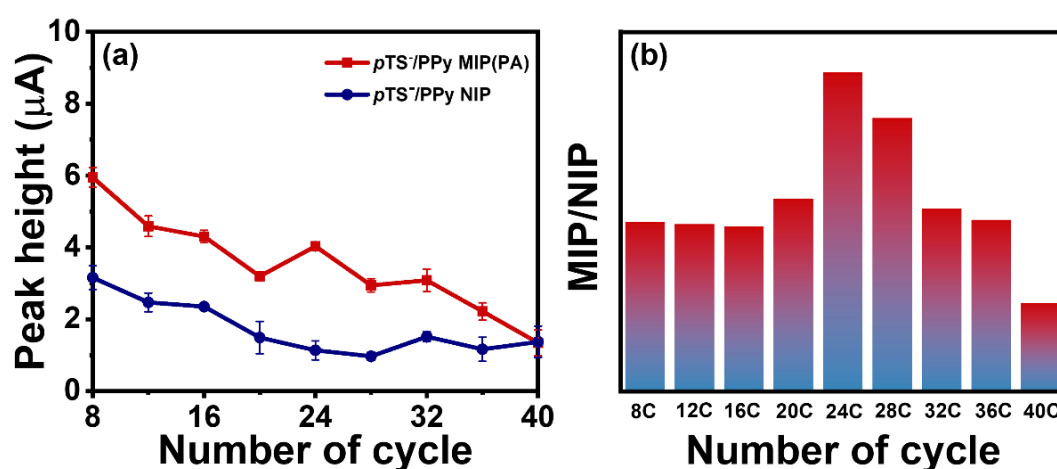 (a)
pTS⁻/PPy MIP(PA)
pTS⁻/PPy NIP
Peak height (μA)
10
8
6
4
2
0
8 16 24 32 40
Number of cycle
(b)
MIP/NIP
8C 12C 16C 20C 24C 28C 32C 36C 40C
Number of cycle